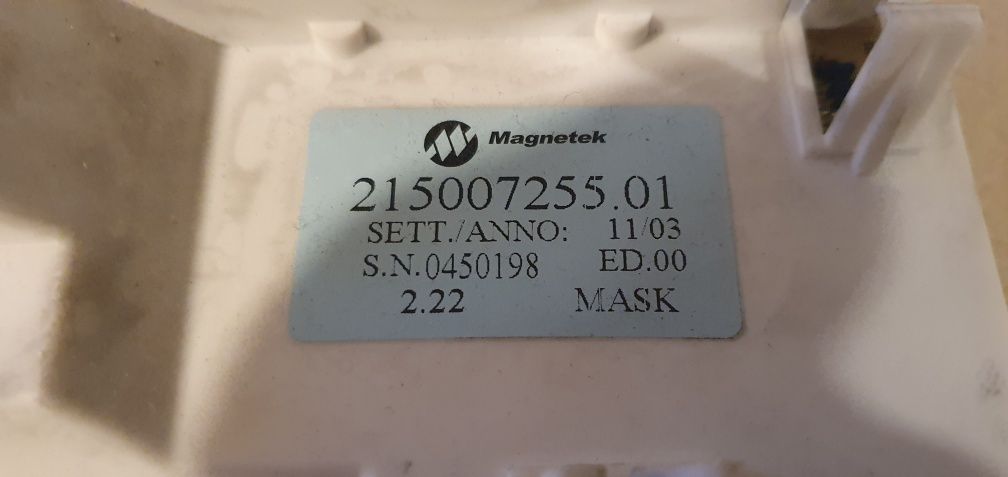 Magnetek
215007255.01
SETT./ANNO: 11/03
S.N.0450198 ED.00
2.22 MASK